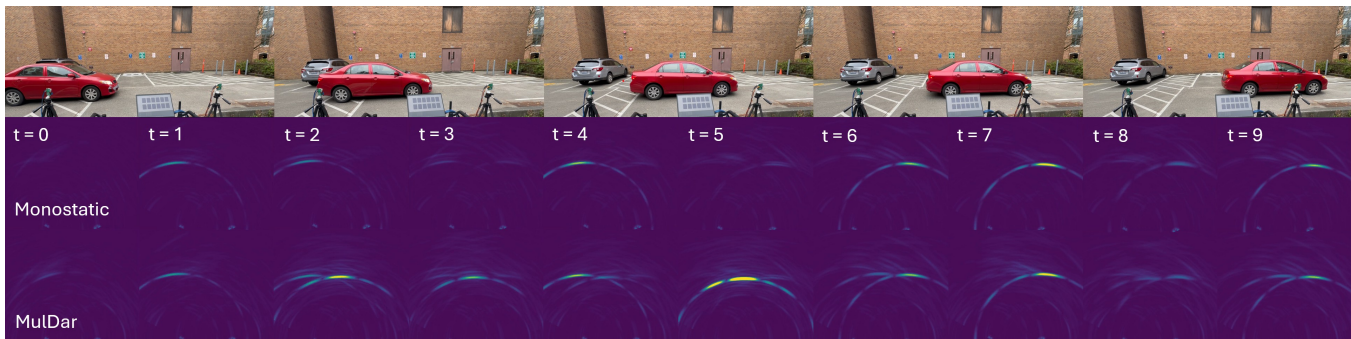 t = 0 t = 1 t = 2 t = 3 t = 4 t = 5 t = 6 t = 7 t = 8 t = 9
Monostatic
MulDar